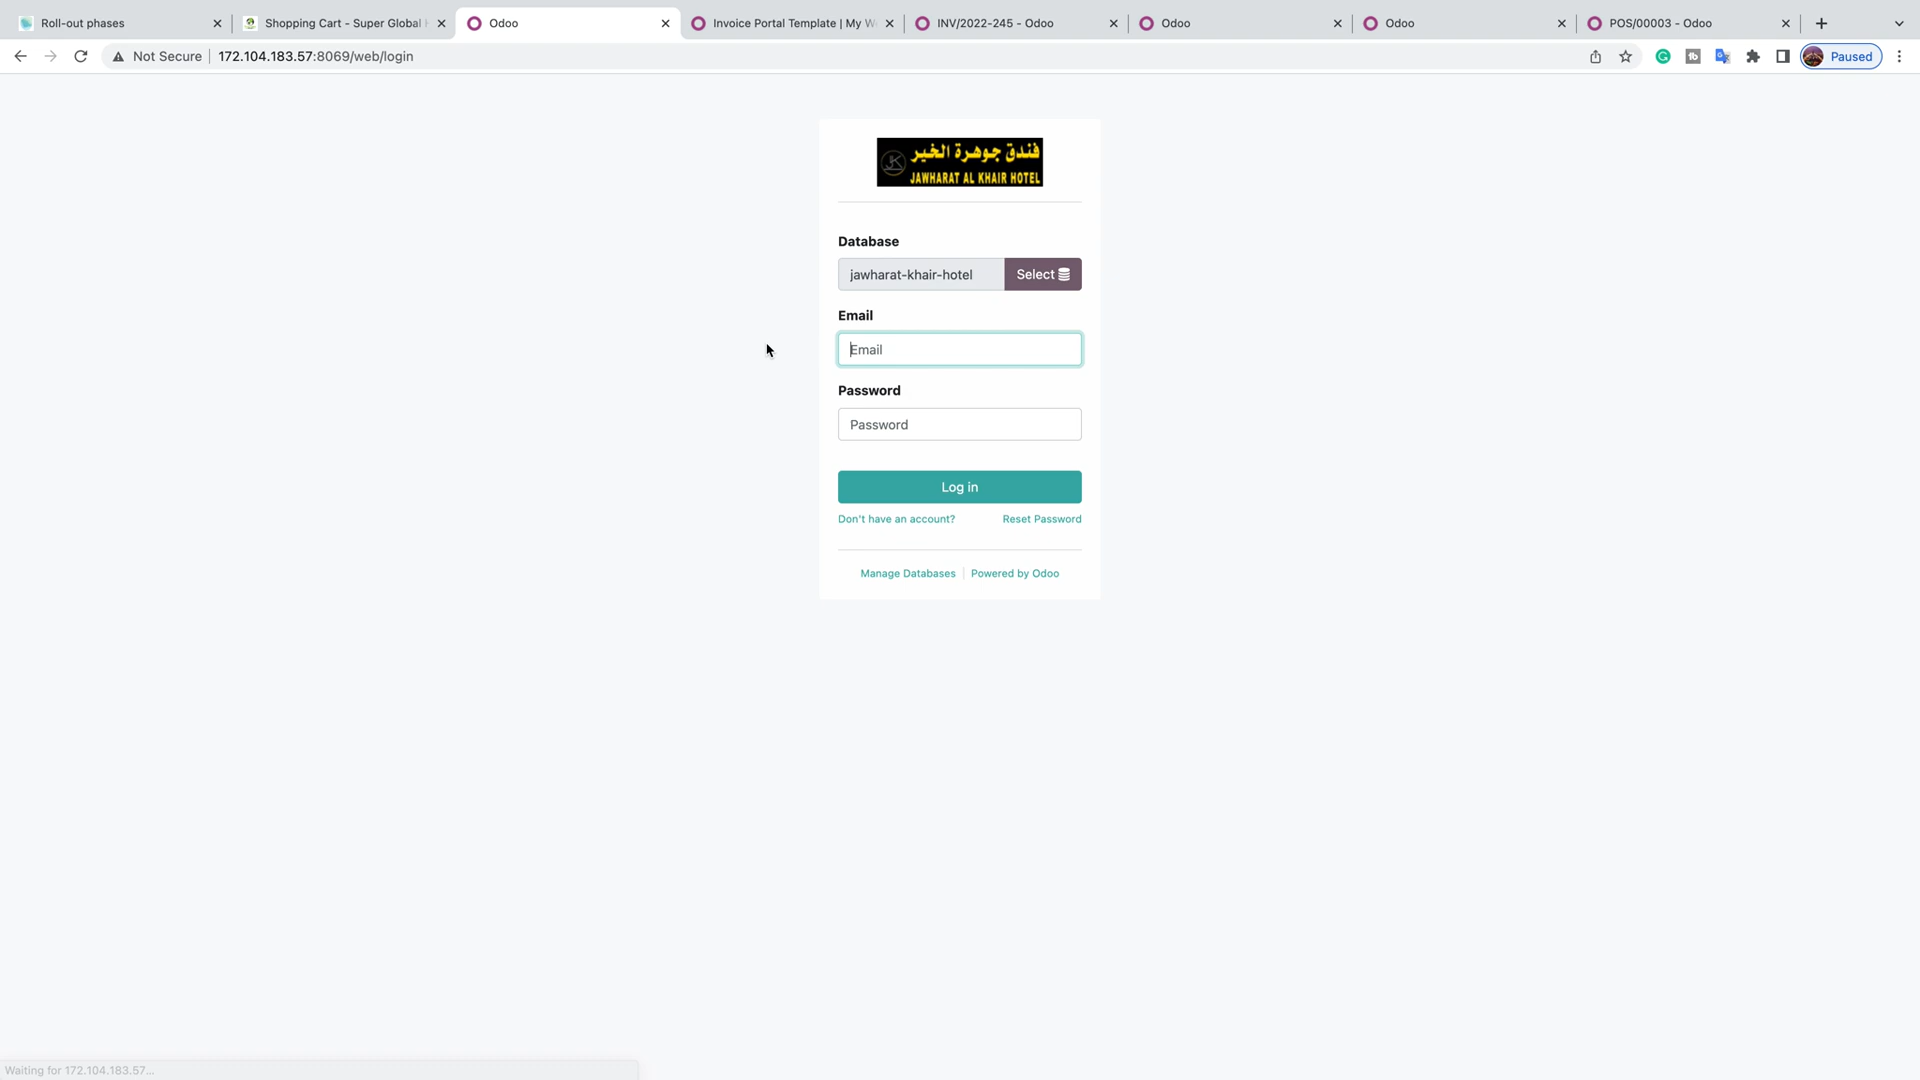 Roll-out phases
Shopping Cart - Super Global
Odoo
Invoice Portal Template | My W
INV/2022-245 - Odoo
Odoo
Odoo
POS/00003 - Odoo
Not Secure
172.104.183.57:8069/web/login
Paused
فندق جوهرة الخير
JK
JAWHARAT AL KHAIR HOTEL
Database
jawharat-khair-hotel
Select
Email
Email
Password
Password
Log in
Don't have an account?
Reset Password
Manage Databases
Powered by Odoo
Waiting for 172.104.183.57...